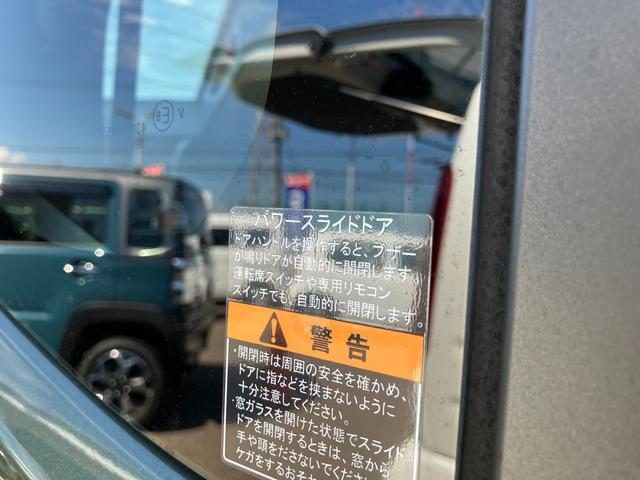 パワースライドドア
ドアハンドルを操作すると、ブザー
が鳴りドアが自動的に開閉します。
運転席スイッチや専用リモコン
スイッチでも、自動的に開閉します。
警告
・開閉時は周囲の安全を確かめ、
ドアに指などを挟まないように
十分注意してください。
・窓ガラスを開けた状態でスライド
ドアを開閉するときは、窓から
手や頭をださないでくださ
ケガをするおそ